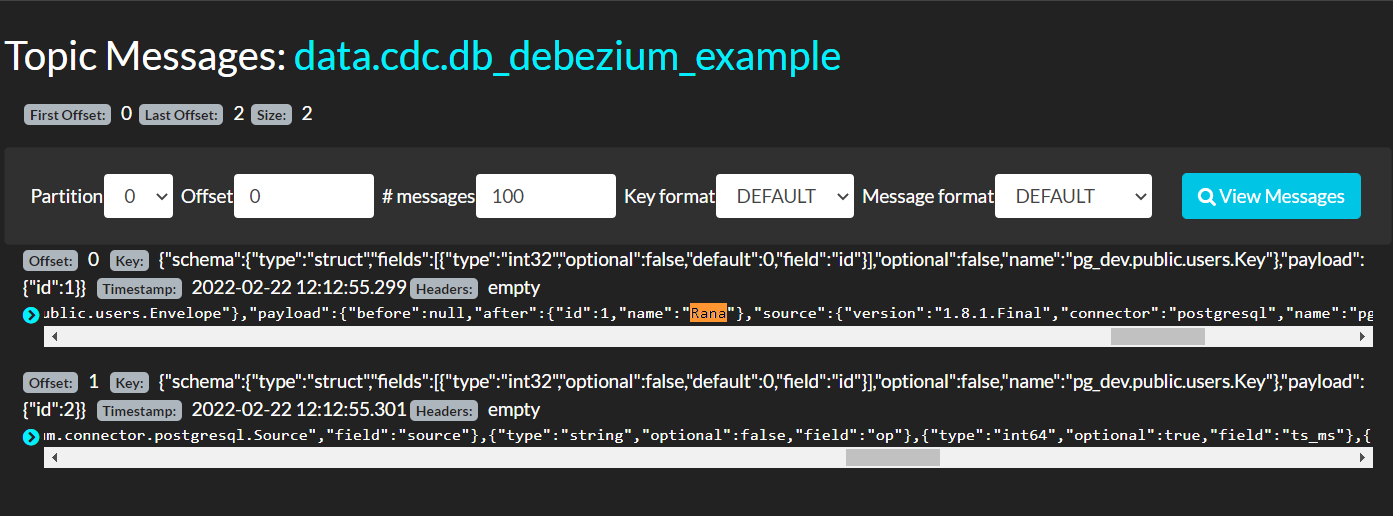 Topic Messages: data.cdc.db_debezium_example
First Offset: 0 Last Offset: 2 Size: 2
Partition 0 Offset 0 # messages 100 Key format DEFAULT Message format DEFAULT View Messages
Offset: 0 Key: {"schema":{"type":"struct","fields":[{"type":"int32","optional":false,"default":0,"field":"id"}],"optional":false,"name":"pg_dev.public.users.Key"},"payload":
{"id":1}} Timestamp: 2022-02-22 12:12:55.299 Headers: empty
ublic.users.Envelope"},"payload":{"before":null,"after":{"id":1,"name":"Rana"},"source":{"version":"1.8.1.Final","connector":"postgresql","name":"pg
Offset: 1 Key: {"schema":{"type":"struct","fields":[{"type":"int32","optional":false,"default":0,"field":"id"}],"optional":false,"name":"pg_dev.public.users.Key"},"payload":
{"id":2}} Timestamp: 2022-02-22 12:12:55.301 Headers: empty
m.connector.postgresql.Source","field":"source"},{"type":"string","optional":false,"field":"op"},{"type":"int64","optional":true,"field":"ts_ms"},{